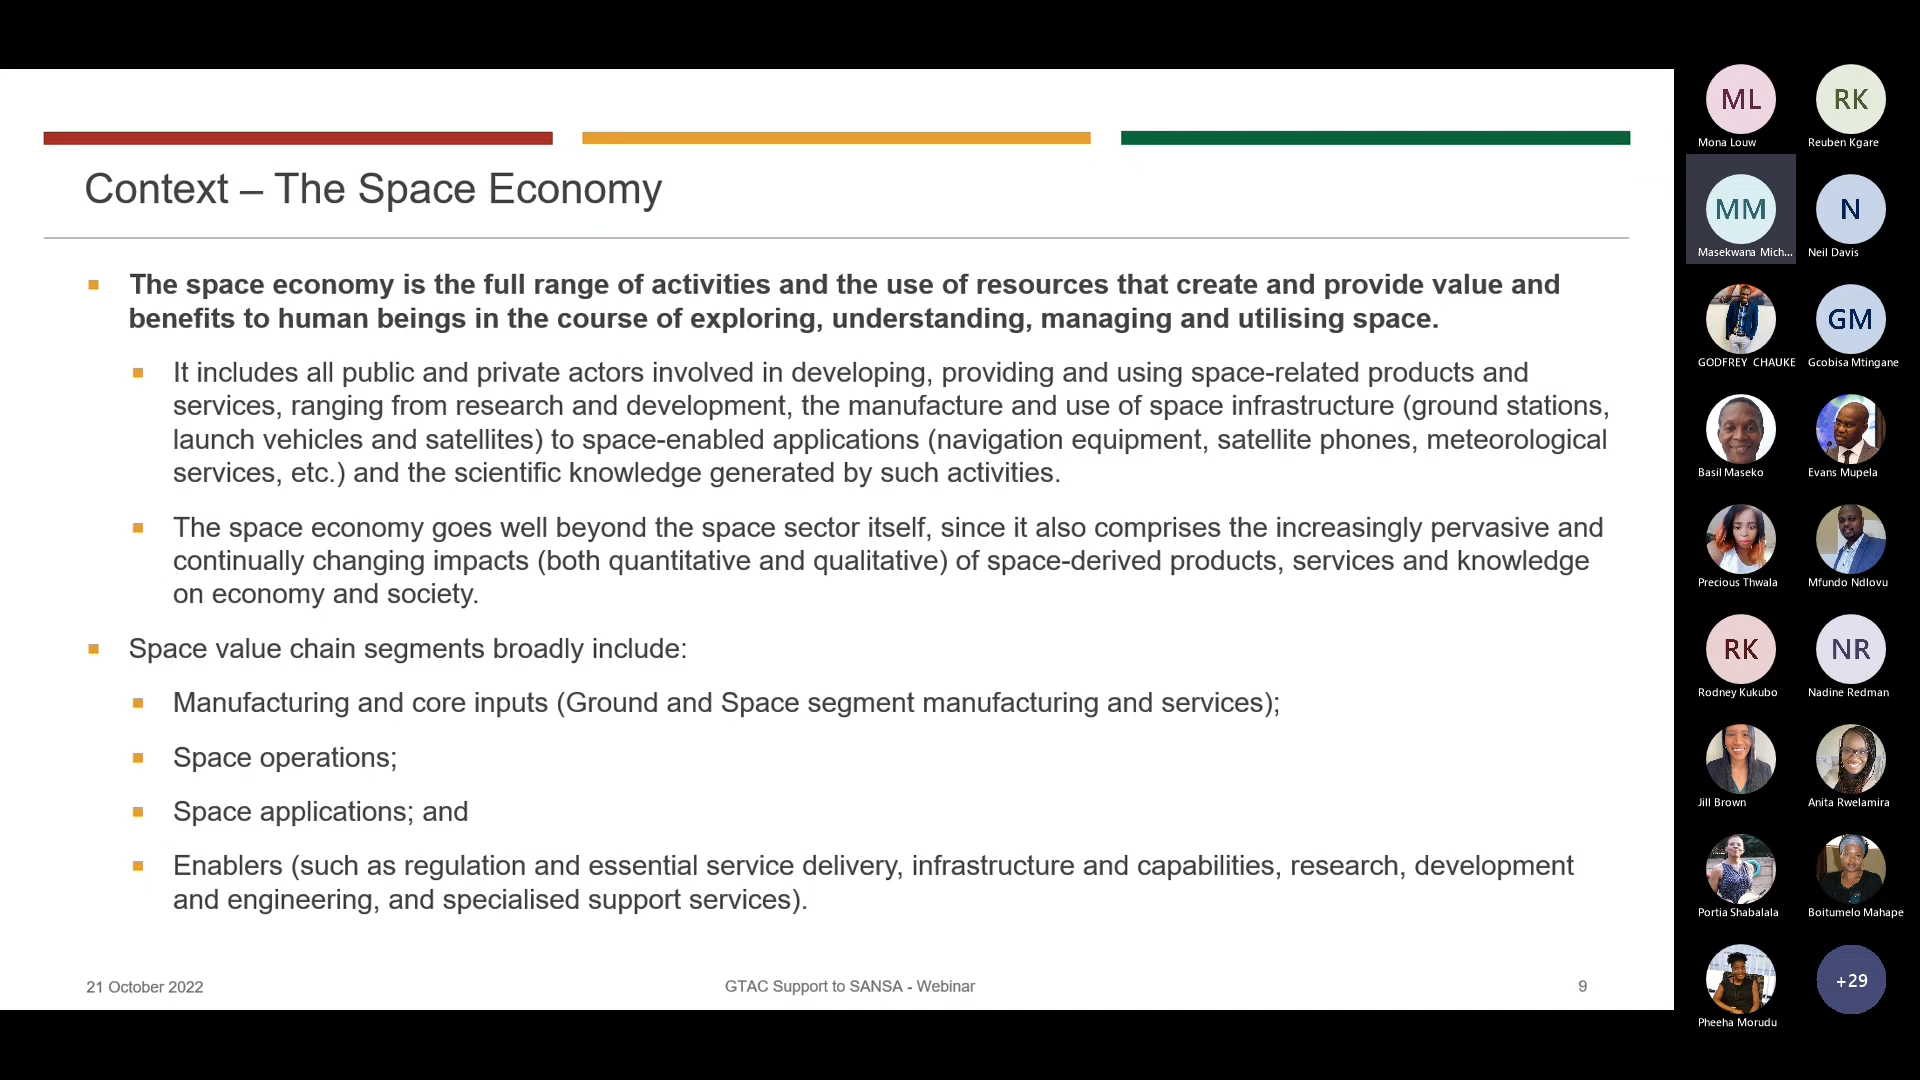 Context – The Space Economy
The space economy is the full range of activities and the use of resources that create and provide value and
benefits to human beings in the course of exploring, understanding, managing and utilising space.
It includes all public and private actors involved in developing, providing and using space-related products and
services, ranging from research and development, the manufacture and use of space infrastructure (ground stations,
launch vehicles and satellites) to space-enabled applications (navigation equipment, satellite phones, meteorological
services, etc.) and the scientific knowledge generated by such activities.
The space economy goes well beyond the space sector itself, since it also comprises the increasingly pervasive and
continually changing impacts (both quantitative and qualitative) of space-derived products, services and knowledge
on economy and society.
Space value chain segments broadly include:
Manufacturing and core inputs (Ground and Space segment manufacturing and services);
Space operations;
Space applications; and
Enablers (such as regulation and essential service delivery, infrastructure and capabilities, research, development
and engineering, and specialised support services).
21 October 2022
GTAC Support to SANSA - Webinar
9
ML
RK
Mona Louw
Reuben Kgare
MM
N
Masekwana Mich...
Neil Davis
GM
GODFREY CHAUKE
Gcobisa Mtingane
Basil Maseko
Evans Mupela
Precious Thwala
Mfundo Ndlovu
RK
NR
Rodney Kukubo
Nadine Redman
Jill Brown
Anita Rwelamira
Portia Shabalala
Boitumelo Mahape
+29
Pheeha Morudu